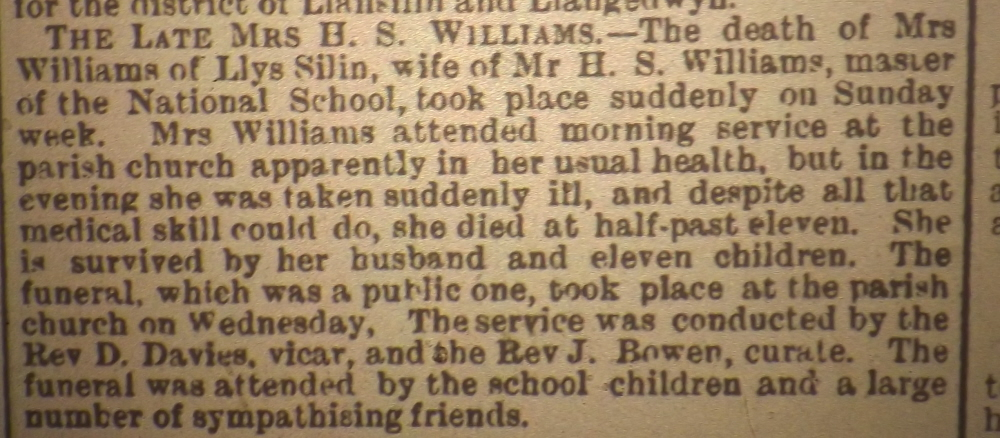 for the district of Llansilin and Llangedwyn.
THE LATE MRS H. S. WILLIAMS.—The death of Mrs
Williams of Llys Silin, wife of Mr H. S. Williams, master
of the National School, took place suddenly on Sunday
week. Mrs Williams attended morning service at the
parish church apparently in her usual health, but in the
evening she was taken suddenly ill, and despite all that
medical skill could do, she died at half-past eleven. She
is survived by her husband and eleven children. The
funeral, which was a public one, took place at the parish
church on Wednesday, The service was conducted by the
Rev D. Davies, vicar, and the Rev J. Bowen, curate. The
funeral was attended by the school children and a large
number of sympathising friends.